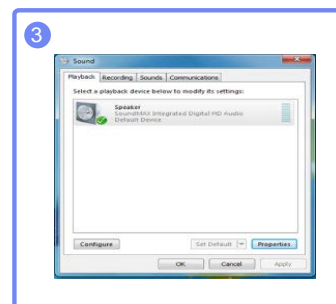 3
Sound
Playback Recording Sounds Communications
Select a playback device below to modify its settings:
Speaker
SoundMAX Integrated Digital HD Audio
Default Device
Configure Set Default Properties
OK Cancel Apply